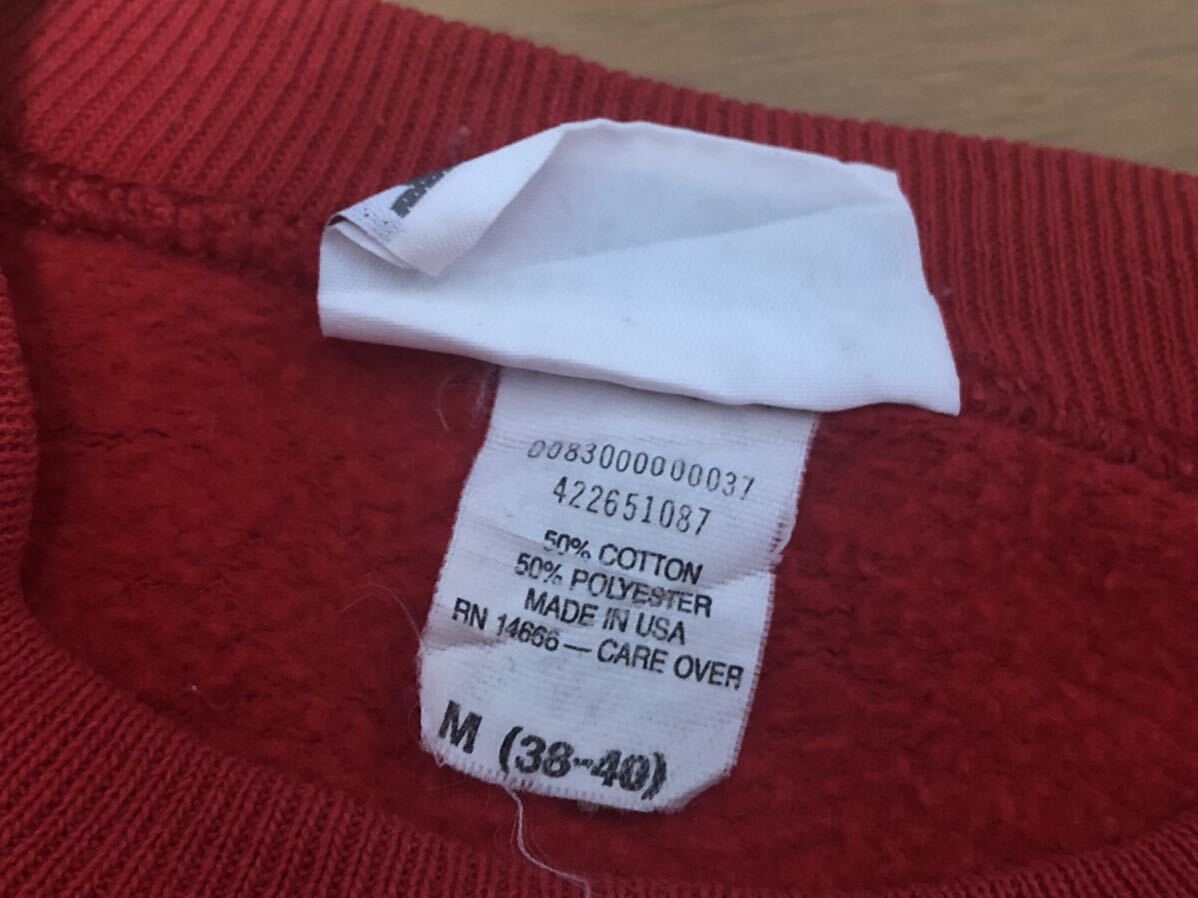 0083000000037
422651087
50% COTTON
50% POLYESTER
MADE IN USA
RN 14666 — CARE OVER
M (38-40)